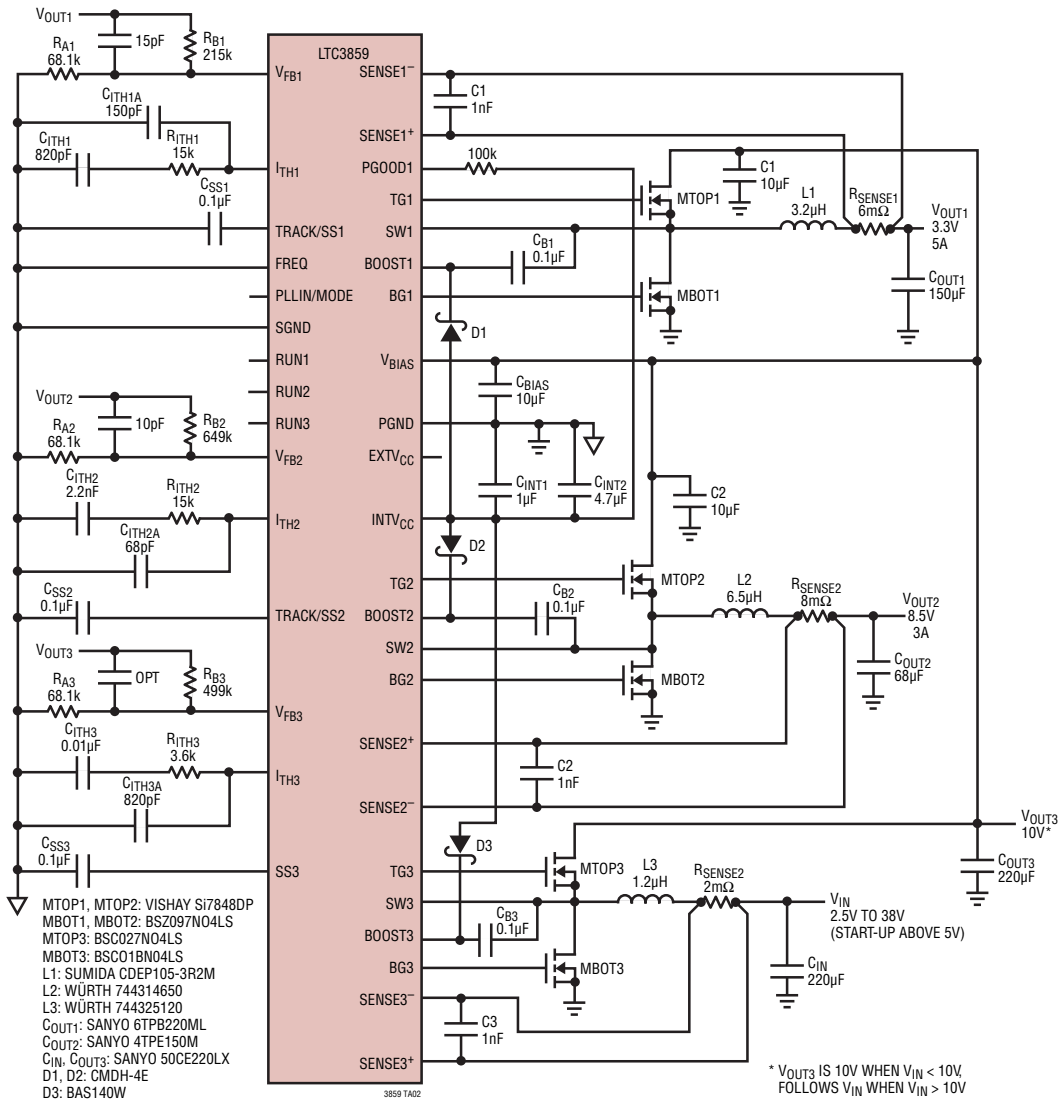 VOUT1
15pF
RB1
215k
RA1
68.1k
VFB1
CITH1A
150pF
CITH1
820pF
RITH1
15k
ITH1
CSS1
0.1µF
TRACK/SS1
FREQ
PLLIN/MODE
SGND
RUN1
RUN2
RUN3
VOUT2
10pF
RB2
649k
RA2
68.1k
VFB2
CITH2
2.2nF
RITH2
15k
ITH2
CITH2A
68pF
CSS2
0.1µF
TRACK/SS2
VOUT3
OPT
RB3
499k
RA3
68.1k
VFB3
CITH3
0.01µF
RITH3
3.6k
ITH3
CITH3A
820pF
CSS3
0.1µF
SS3
LTC3859
SENSE1–
C1
1nF
SENSE1+
PGOOD1
100k
TG1
MTOP1
C1
10µF
L1
3.2µH
RSENSE1
6mΩ
VOUT1
3.3V
5A
SW1
CB1
0.1µF
BOOST1
BG1
MBOT1
COUT1
150µF
D1
VBIAS
CBIAS
10µF
PGND
EXTVCC
CINT1
1µF
CINT2
4.7µF
INTVCC
C2
10µF
D2
TG2
MTOP2
L2
6.5µH
RSENSE2
8mΩ
VOUT2
8.5V
3A
BOOST2
CB2
0.1µF
SW2
BG2
MBOT2
COUT2
68µF
SENSE2+
C2
1nF
SENSE2–
D3
VOUT3
10V*
TG3
MTOP3
L3
1.2µH
RSENSE2
2mΩ
COUT3
220µF
SW3
CB3
0.1µF
BOOST3
VIN
2.5V TO 38V
(START-UP ABOVE 5V)
BG3
MBOT3
CIN
220µF
SENSE3–
C3
1nF
SENSE3+
MTOP1, MTOP2: VISHAY Si7848DP
MBOT1, MBOT2: BSZ097NO4LS
MTOP3: BSC027NO4LS
MBOT3: BSCO1BN04LS
L1: SUMIDA CDEP105-3R2M
L2: WÜRTH 744314650
L3: WÜRTH 744325120
COUT1: SANYO 6TPB220ML
COUT2: SANYO 4TPE150M
CIN, COUT3: SANYO 50CE220LX
D1, D2: CMDH-4E
D3: BAS140W
3859 TA02
* VOUT3 IS 10V WHEN VIN < 10V,
FOLLOWS VIN WHEN VIN > 10V